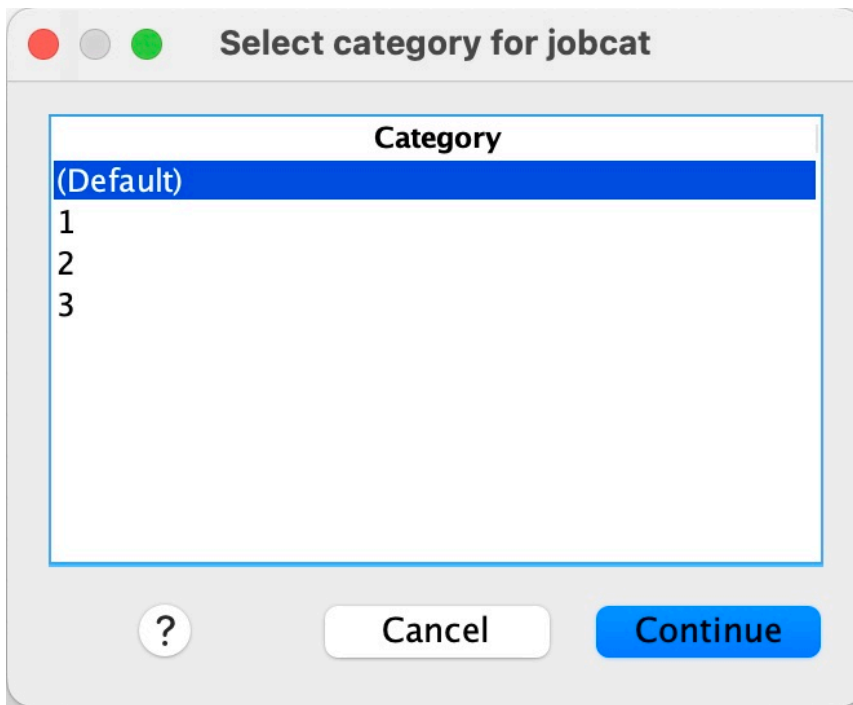 Select category for jobcat
Category
(Default)
1
2
3
?
Cancel
Continue